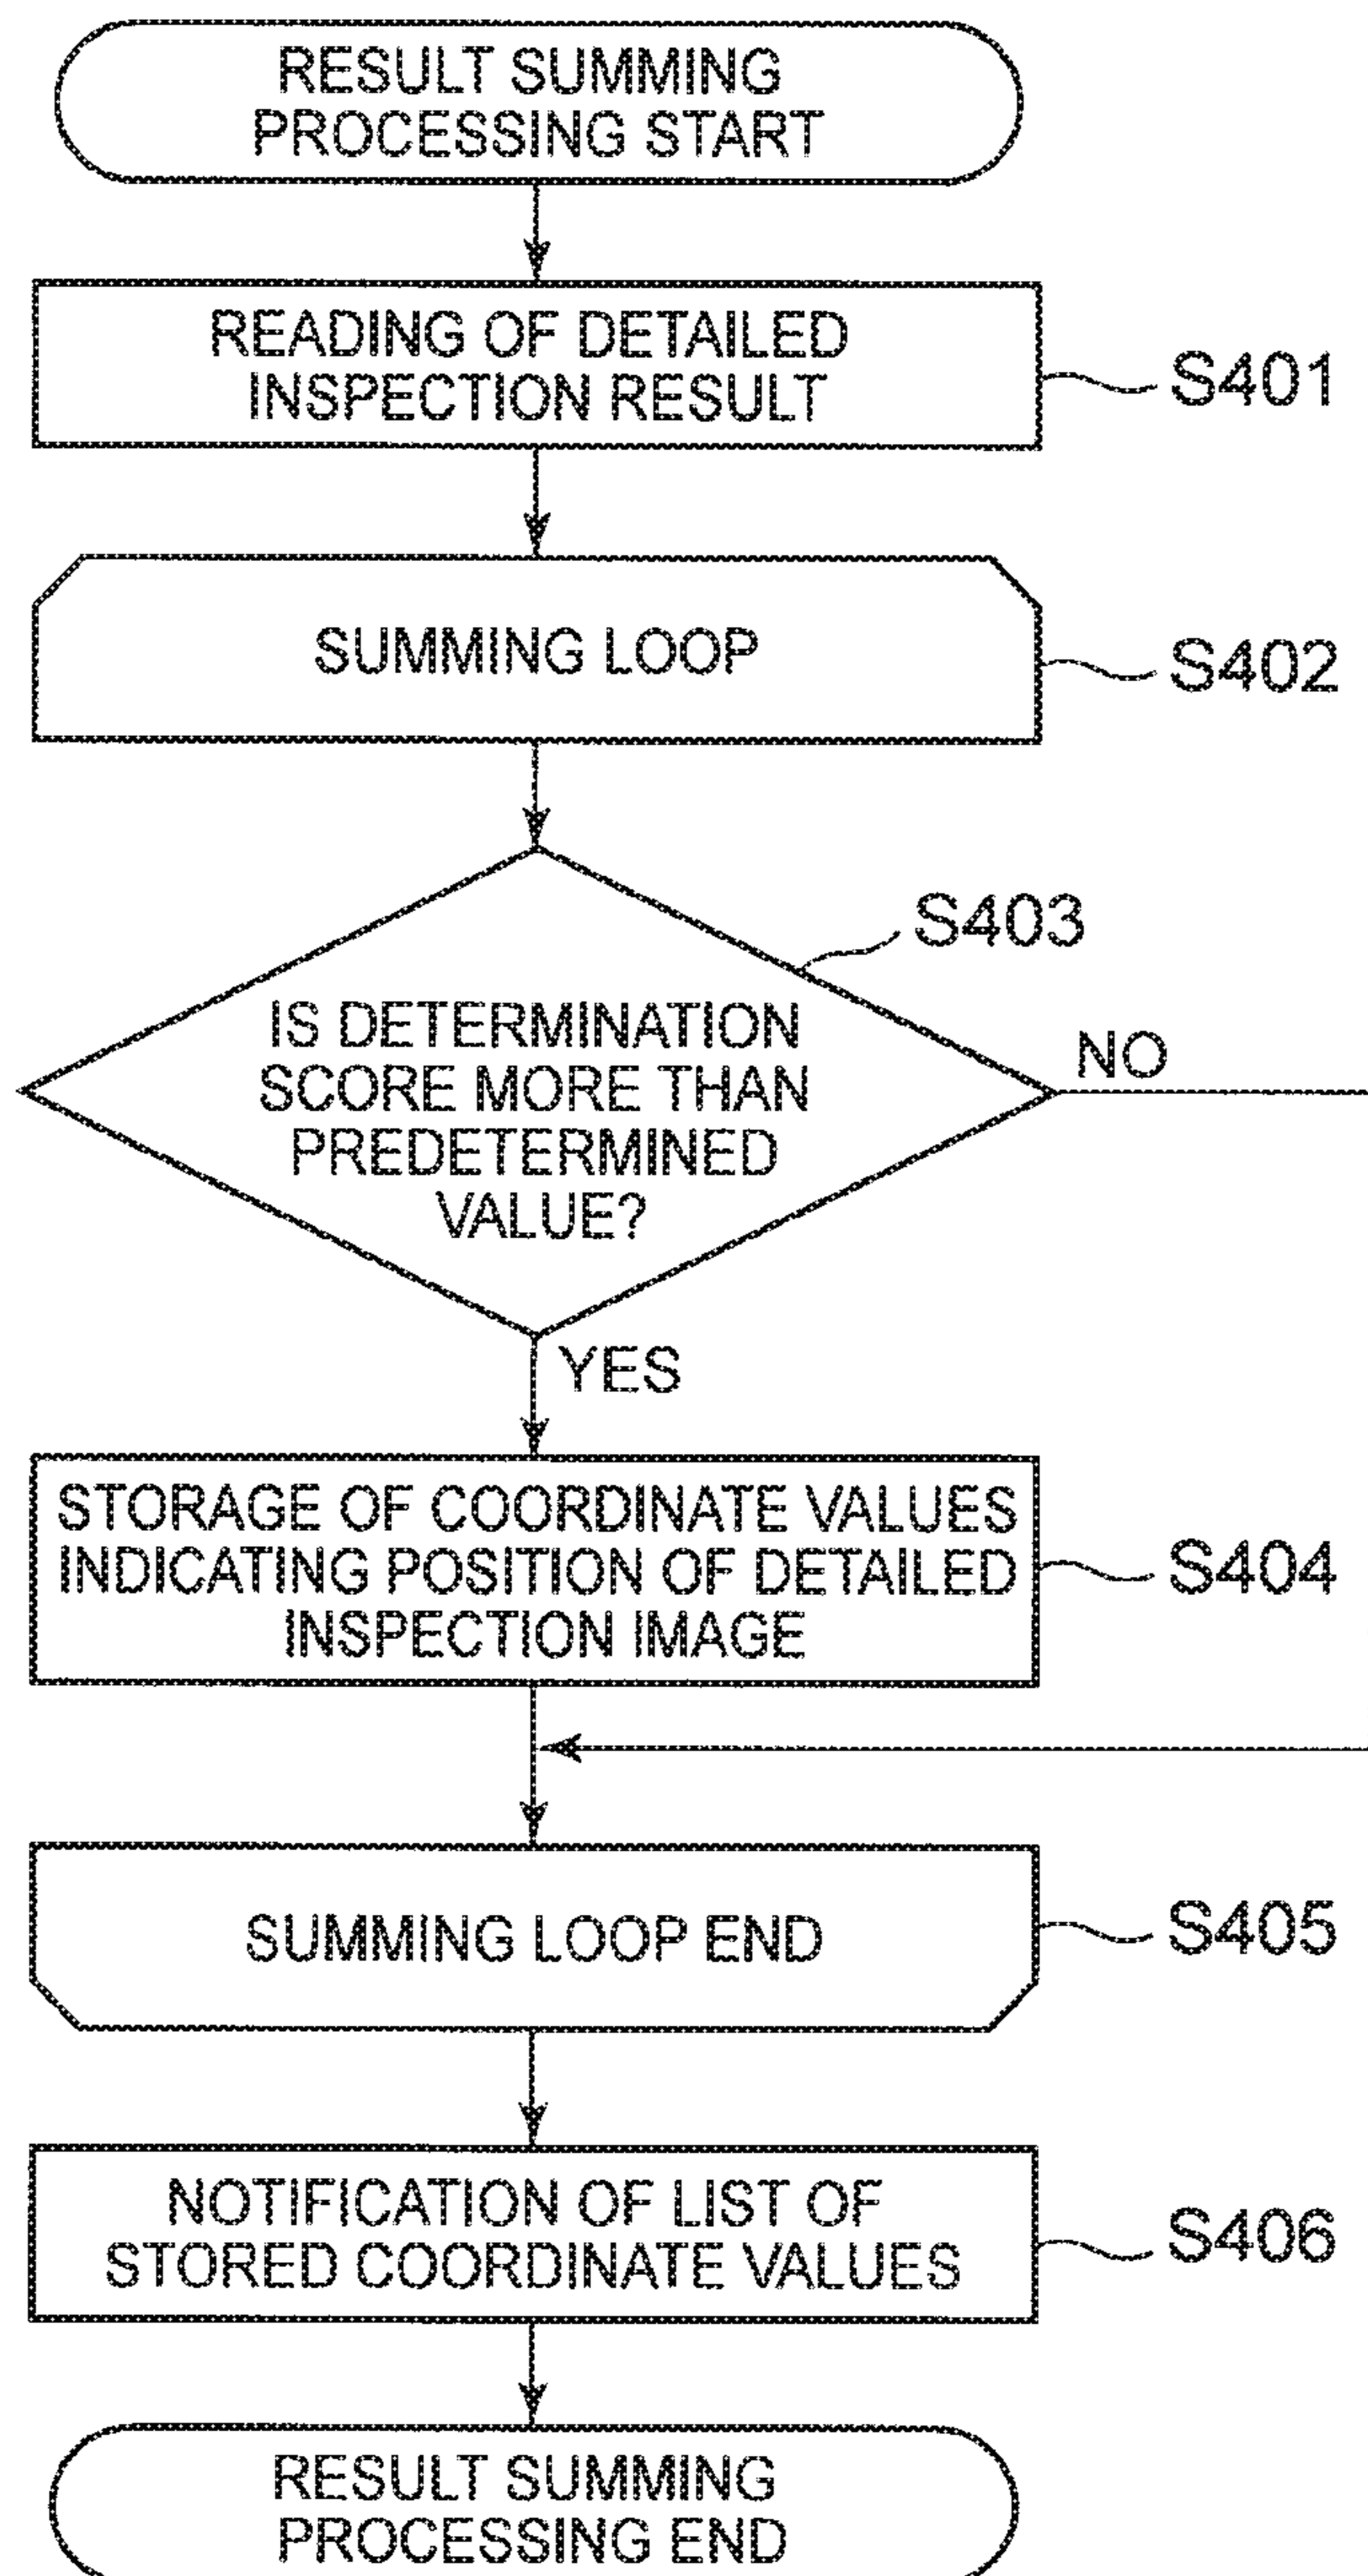 RESULT SUMMING
PROCESSING START
READING OF DETAILED
INSPECTION RESULT
S401
SUMMING LOOP
S402
S403
IS DETERMINATION
SCORE MORE THAN
PREDETERMINED
VALUE?
NO
YES
STORAGE OF COORDINATE VALUES
INDICATING POSITION OF DETAILED
INSPECTION IMAGE
S404
SUMMING LOOP END
S405
NOTIFICATION OF LIST OF
STORED COORDINATE VALUES
S406
RESULT SUMMING
PROCESSING END